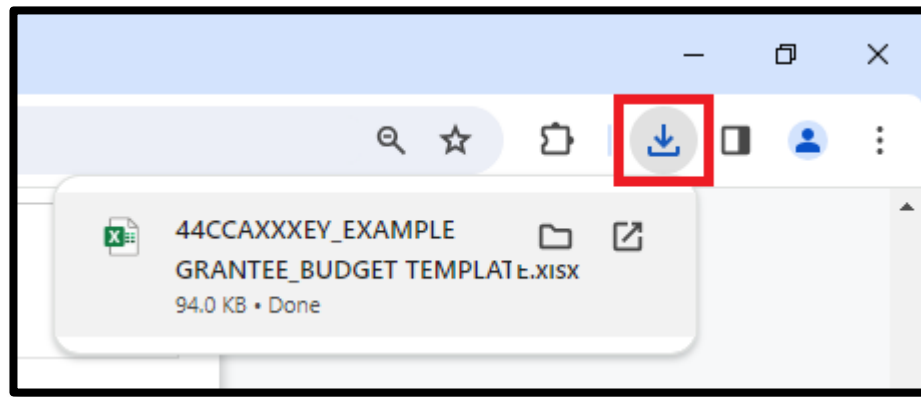 44CCAXXXEY_EXAMPLE
GRANTEE_BUDGET TEMPLATE.xlsx
94.0 KB • Done